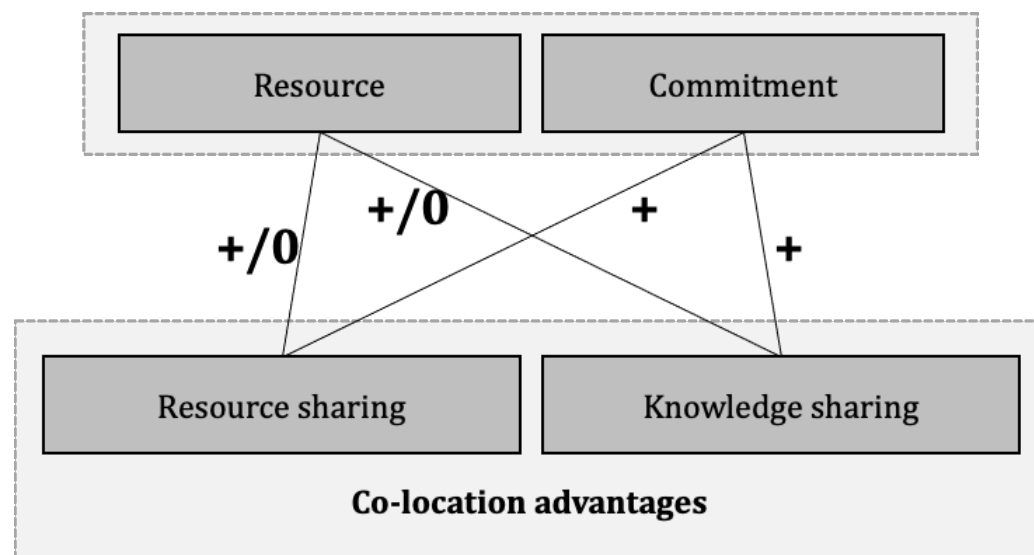 Resource
Commitment
+/0
+
+/0
+
Resource sharing
Knowledge sharing
Co-location advantages